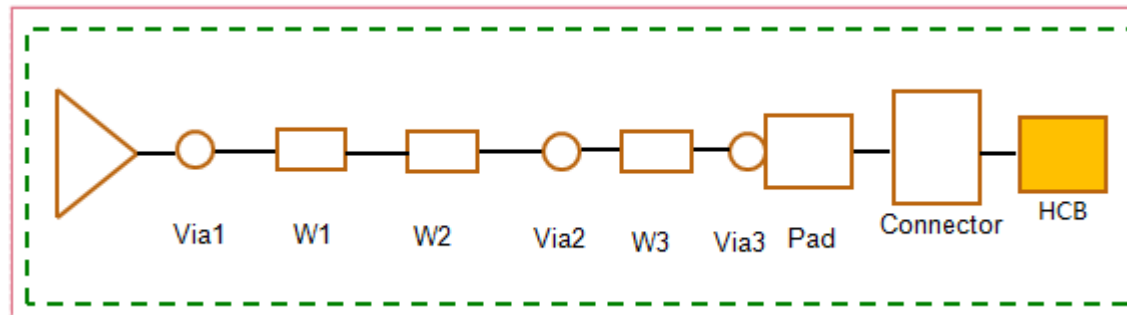 Via1
W1
W2
Via2
W3
Via3
Pad
Connector
HCB